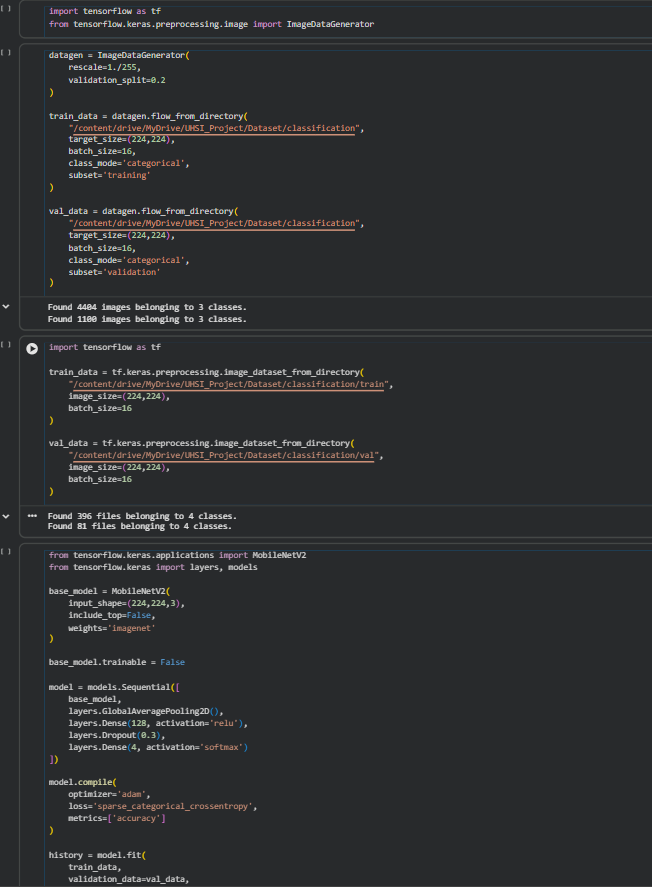 [ ]
import tensorflow as tf
from tensorflow.keras.preprocessing.image import ImageDataGenerator
[ ]
datagen = ImageDataGenerator(
    rescale=1./255,
    validation_split=0.2
)
train_data = datagen.flow_from_directory(
    "/content/drive/MyDrive/UHSI_Project/Dataset/classification",
    target_size=(224,224),
    batch_size=16,
    class_mode='categorical',
    subset='training'
)
val_data = datagen.flow_from_directory(
    "/content/drive/MyDrive/UHSI_Project/Dataset/classification",
    target_size=(224,224),
    batch_size=16,
    class_mode='categorical',
    subset='validation'
)
Found 4404 images belonging to 3 classes.
Found 1100 images belonging to 3 classes.
[ ]
import tensorflow as tf
train_data = tf.keras.preprocessing.image_dataset_from_directory(
    "/content/drive/MyDrive/UHSI_Project/Dataset/classification/train",
    image_size=(224,224),
    batch_size=16
)
val_data = tf.keras.preprocessing.image_dataset_from_directory(
    "/content/drive/MyDrive/UHSI_Project/Dataset/classification/val",
    image_size=(224,224),
    batch_size=16
)
... Found 396 files belonging to 4 classes.
Found 81 files belonging to 4 classes.
[ ]
from tensorflow.keras.applications import MobileNetV2
from tensorflow.keras import layers, models
base_model = MobileNetV2(
    input_shape=(224,224,3),
    include_top=False,
    weights='imagenet'
)
base_model.trainable = False
model = models.Sequential([
    base_model,
    layers.GlobalAveragePooling2D(),
    layers.Dense(128, activation='relu'),
    layers.Dropout(0.3),
    layers.Dense(4, activation='softmax')
])
model.compile(
    optimizer='adam',
    loss='sparse_categorical_crossentropy',
    metrics=['accuracy']
)
history = model.fit(
    train_data,
    validation_data=val_data,